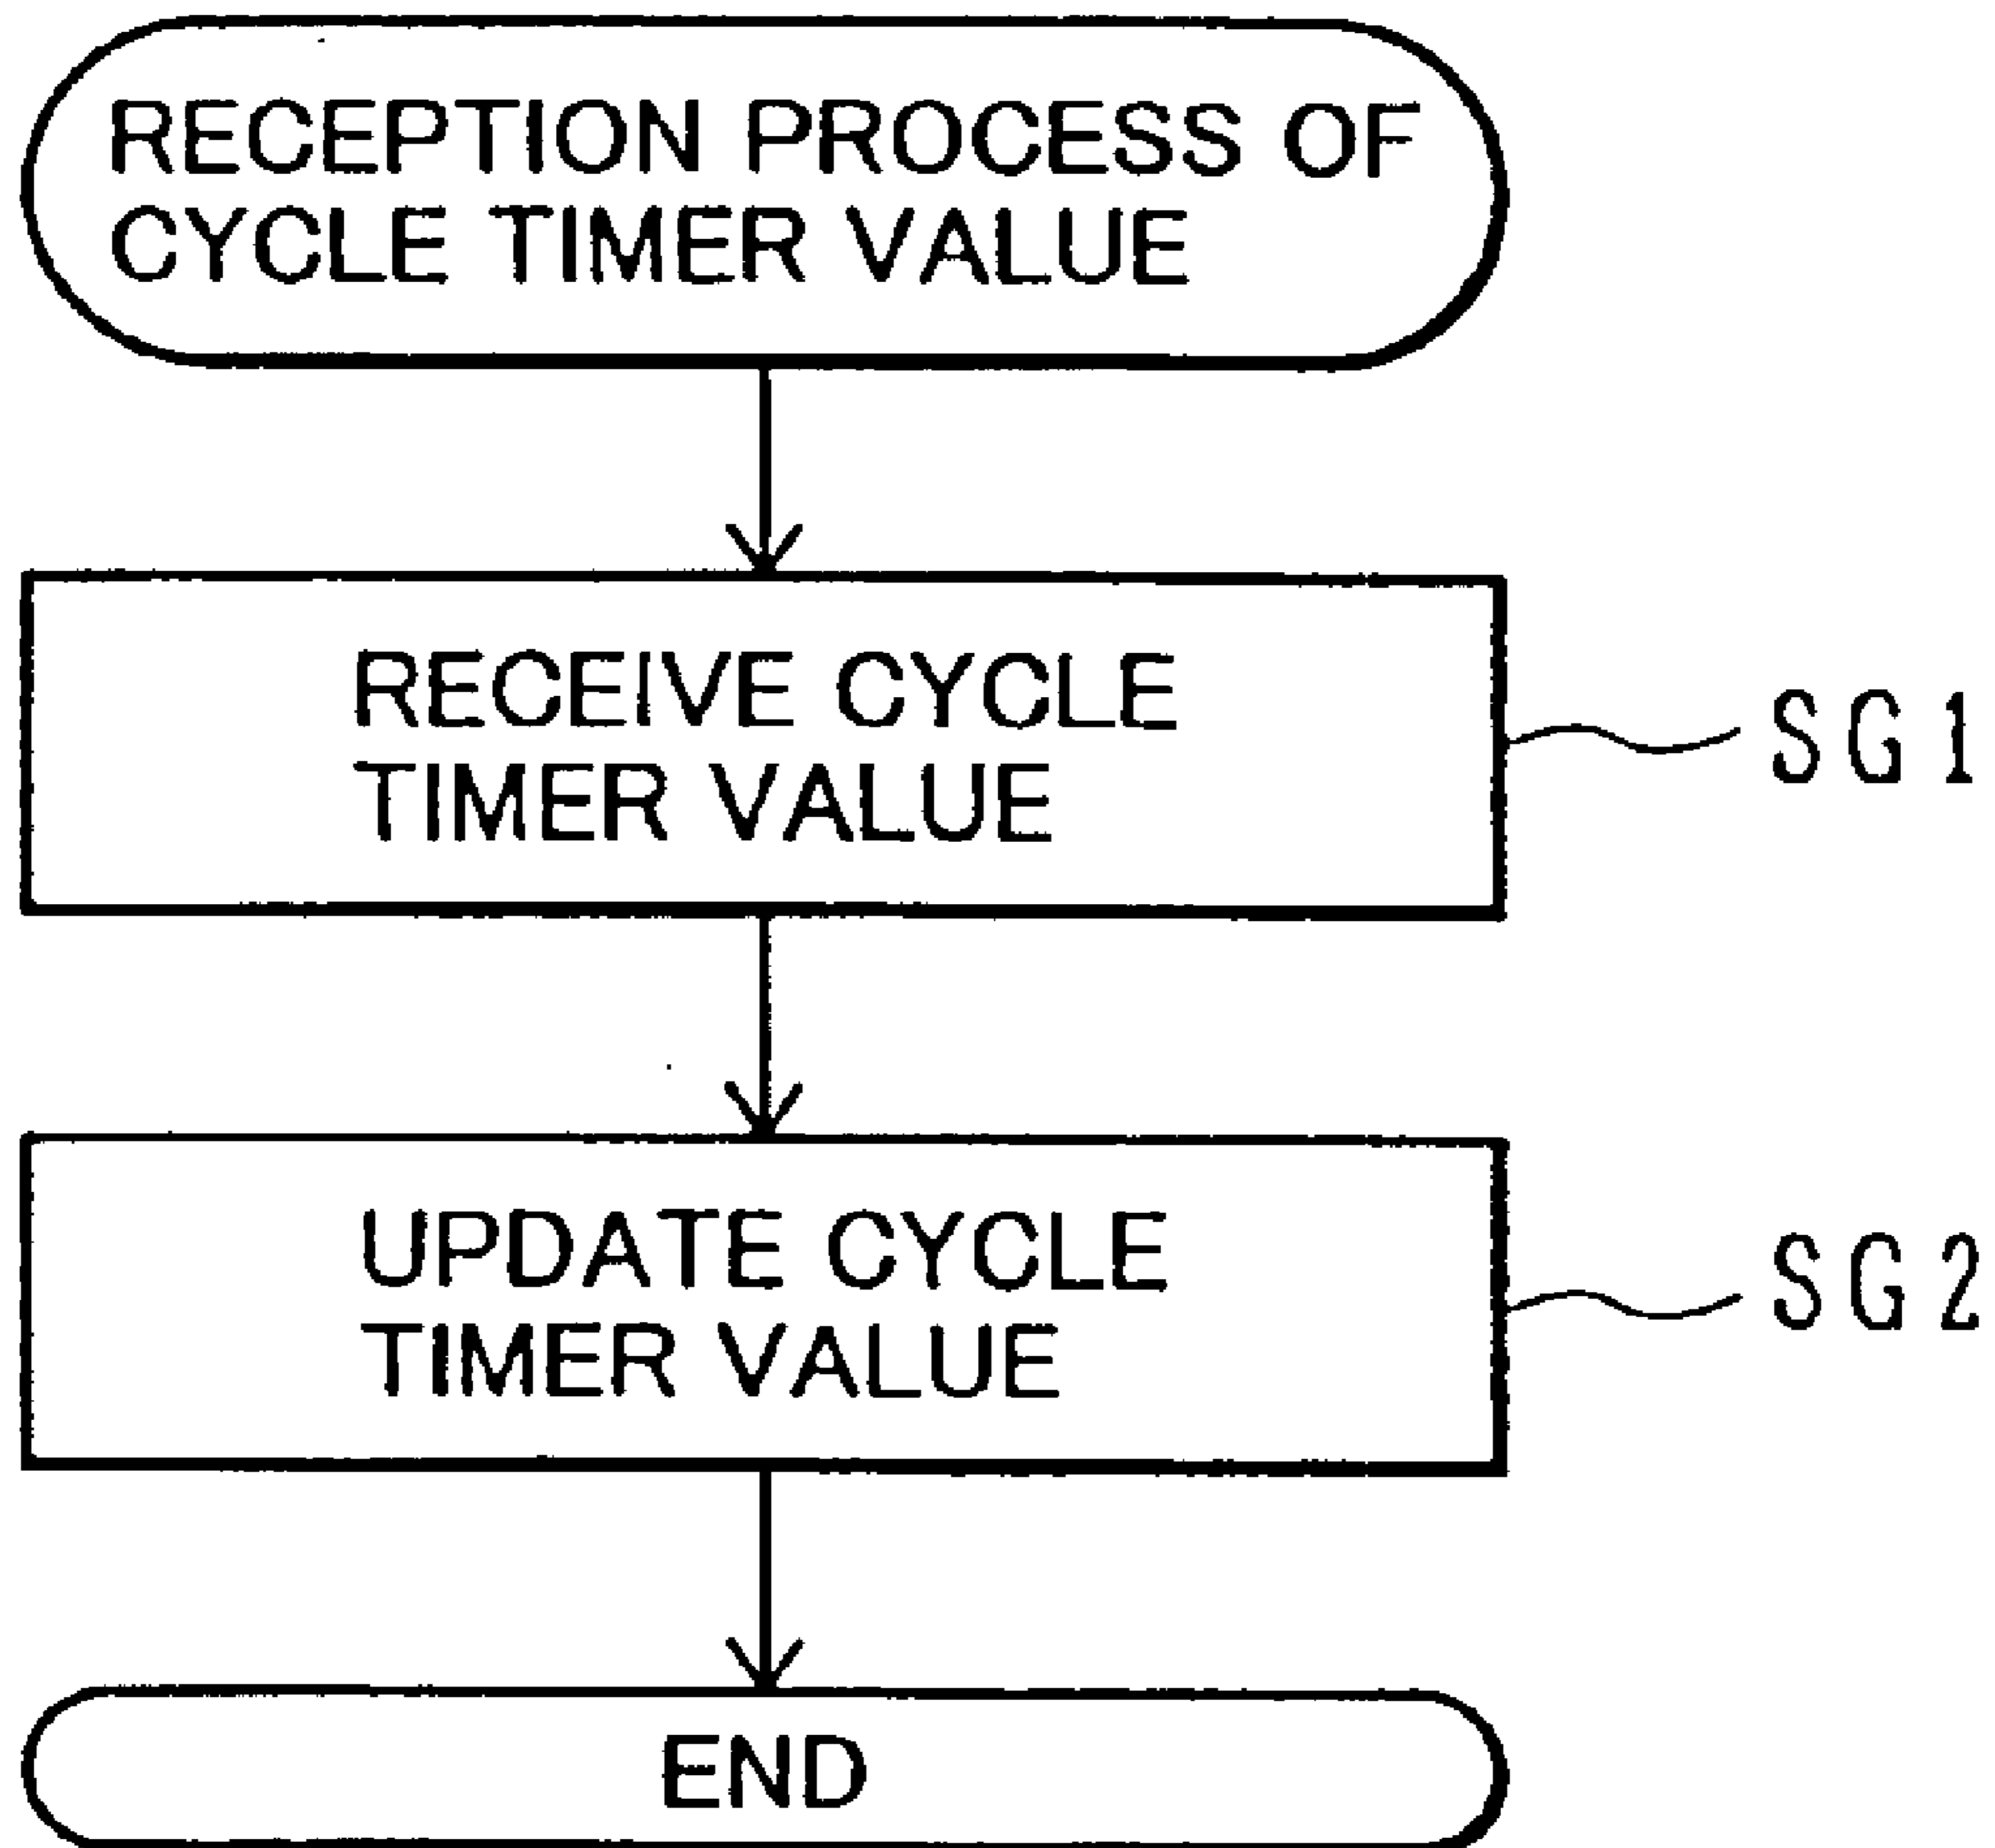 RECEPTION PROCESS OF
CYCLE TIMER VALUE
RECEIVE CYCLE
TIMER VALUE
SG1
UPDATE CYCLE
TIMER VALUE
SG2
END